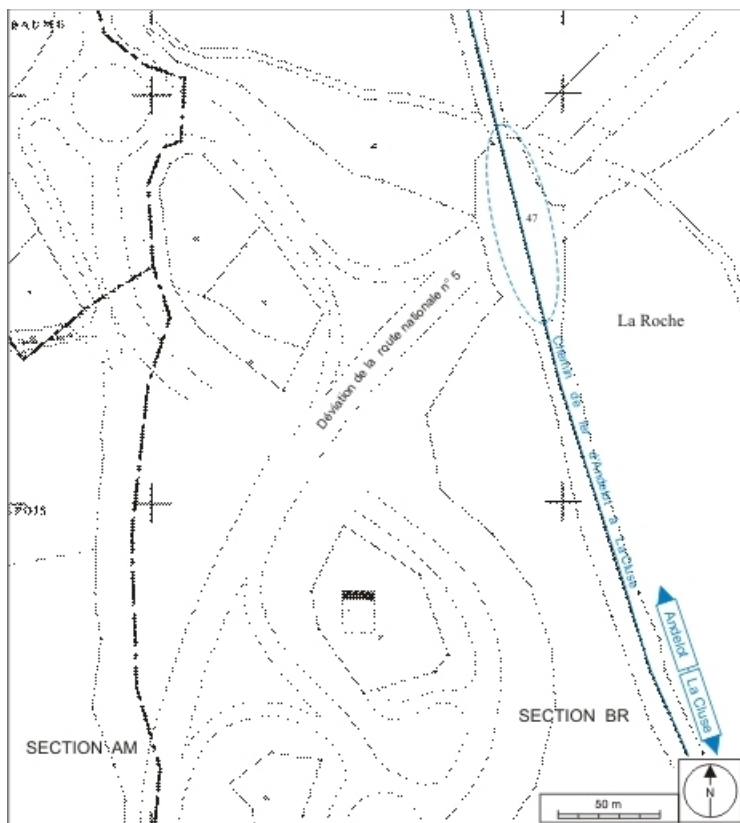 47
Déviation de la route nationale n° 5
La Roche
Chemin de fer d'Andelot à La Cluse
Andelot
La Cluse
SECTION BR
SECTION AM
N
50 m